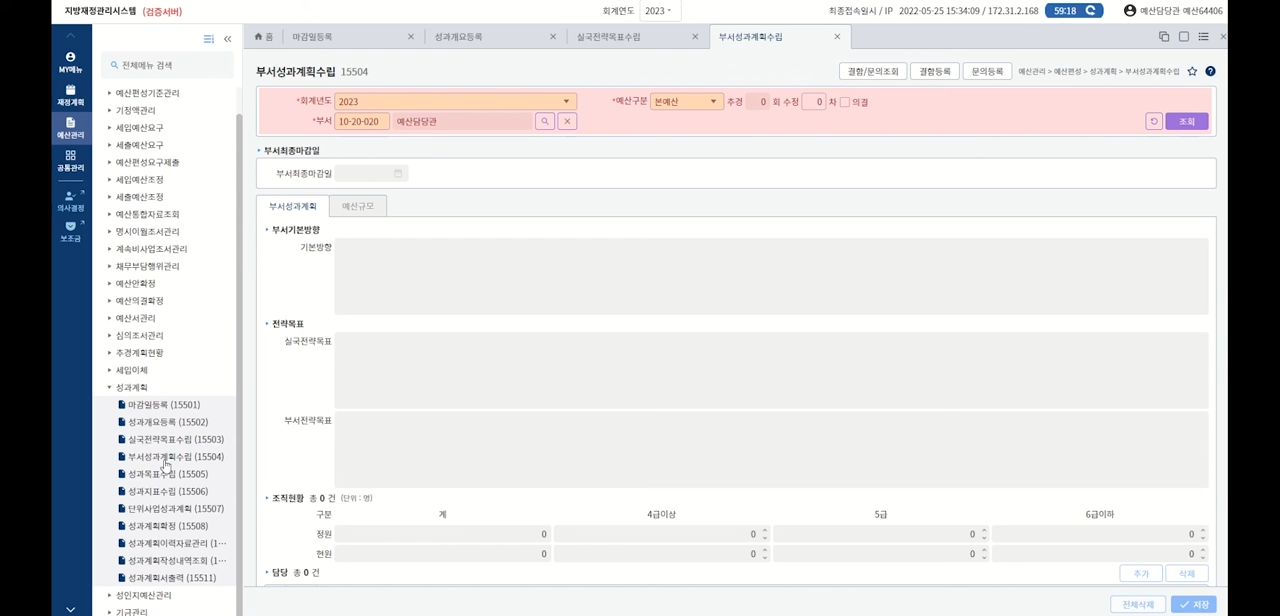 지방재정관리시스템 (검증서버)
회계연도 2023
최종접속일시 / IP 2022-05-25 15:34:09 / 172.31.2.168 59:18 예산담당관 예산64406
홈 마감일등록 성과개요등록 실국전략목표수립 부서성과계획수립
MY메뉴
재정계획
예산관리
공통관리
의사결정
보조금
전체메뉴 검색
예산편성기준관리
기정액관리
세입예산요구
세출예산요구
예산편성요구제출
세입예산조정
세출예산조정
예산통합자료조회
명시이월조서관리
계속비사업조서관리
채무부담행위관리
예산안확정
예산의결확정
예산서관리
심의조서관리
추경계획현황
세입이체
성과계획
마감일등록 (15501)
성과개요등록 (15502)
실국전략목표수립 (15503)
부서성과계획수립 (15504)
성과목표수립 (15505)
성과지표수립 (15506)
단위사업성과계획 (15507)
성과계획확정 (15508)
성과계획이력자료관리 (1…
성과계획작성내역조회 (1…
성과계획서출력 (15511)
성인지예산관리
기금관리
부서성과계획수립 15504
결함/문의조회 결함등록 문의등록 예산관리 > 예산편성 > 성과계획 > 부서성과계획수립
*회계년도 2023 *예산구분 본예산 추경 0 회 수정 0 차 의결
*부서 10-20-020 예산담당관 조회
부서최종마감일
부서최종마감일
부서성과계획 예산규모
부서기본방향
기본방향
전략목표
실국전략목표
부서전략목표
조직현황 총 0 건 (단위 : 명)
구분 계 4급이상 5급 6급이하
정원 0 0 0 0
현원 0 0 0 0
담당 총 0 건 추가 삭제
전체삭제 저장